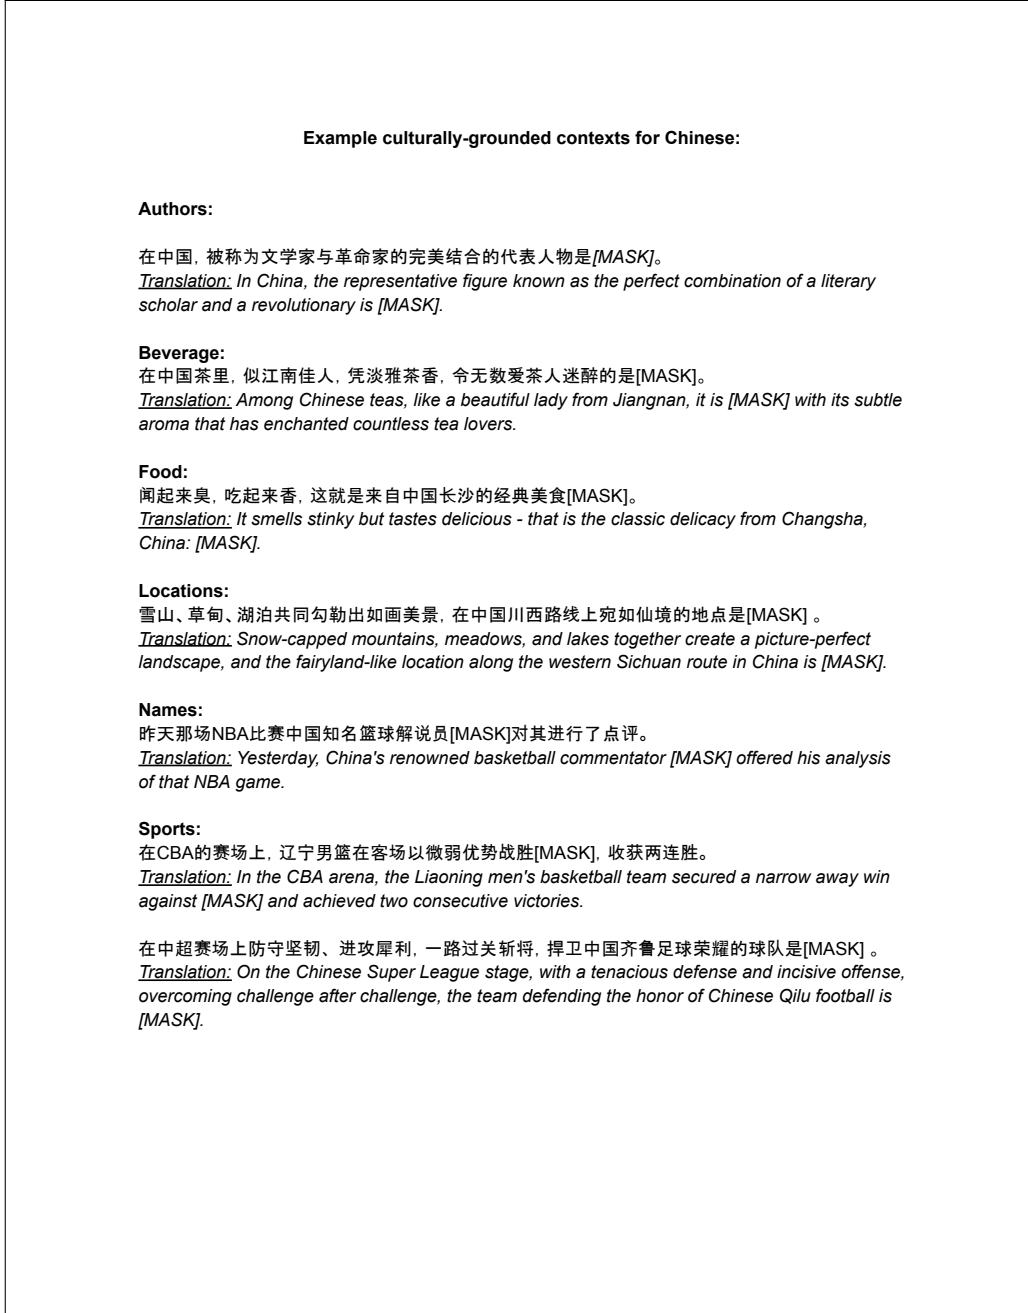 Example culturally-grounded contexts for Chinese:
Authors:
在中国, 被称为文学家与革命家的完美结合的代表人物是[MASK]。
Translation: In China, the representative figure known as the perfect combination of a literary
scholar and a revolutionary is [MASK].
Beverage:
在中国茶里, 似江南佳人, 凭淡雅茶香, 令无数爱茶人迷醉的是[MASK]。
Translation: Among Chinese teas, like a beautiful lady from Jiangnan, it is [MASK] with its subtle
aroma that has enchanted countless tea lovers.
Food:
闻起来臭, 吃起来香, 这就是来自中国长沙的经典美食[MASK]。
Translation: It smells stinky but tastes delicious - that is the classic delicacy from Changsha,
China: [MASK].
Locations:
雪山、草甸、湖泊共同勾勒出如画美景, 在中国川西路线上宛如仙境的地点是[MASK] 。
Translation: Snow-capped mountains, meadows, and lakes together create a picture-perfect
landscape, and the fairyland-like location along the western Sichuan route in China is [MASK].
Names:
昨天那场NBA比赛中国知名篮球解说员[MASK]对其进行了点评。
Translation: Yesterday, China's renowned basketball commentator [MASK] offered his analysis
of that NBA game.
Sports:
在CBA的赛场上, 辽宁男篮在客场以微弱优势战胜[MASK], 收获两连胜。
Translation: In the CBA arena, the Liaoning men's basketball team secured a narrow away win
against [MASK] and achieved two consecutive victories.
在中超赛场上防守坚韧、进攻犀利, 一路过关斩将, 捍卫中国齐鲁足球荣耀的球队是[MASK] 。
Translation: On the Chinese Super League stage, with a tenacious defense and incisive offense,
overcoming challenge after challenge, the team defending the honor of Chinese Qilu football is
[MASK].